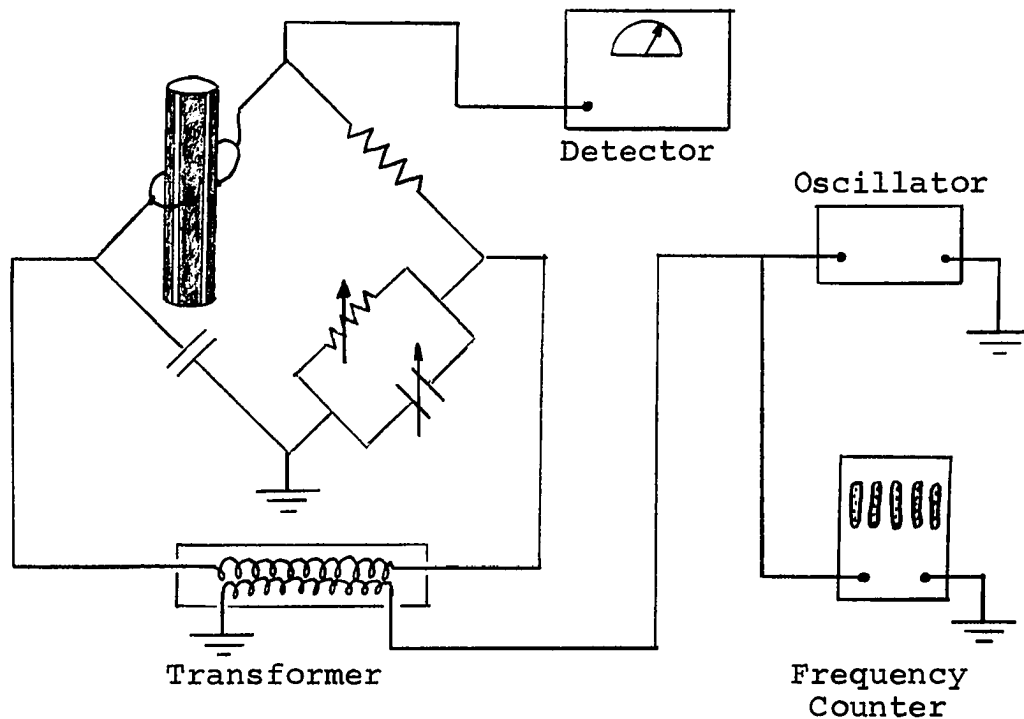 Detector
Oscillator
Transformer
Frequency
Counter